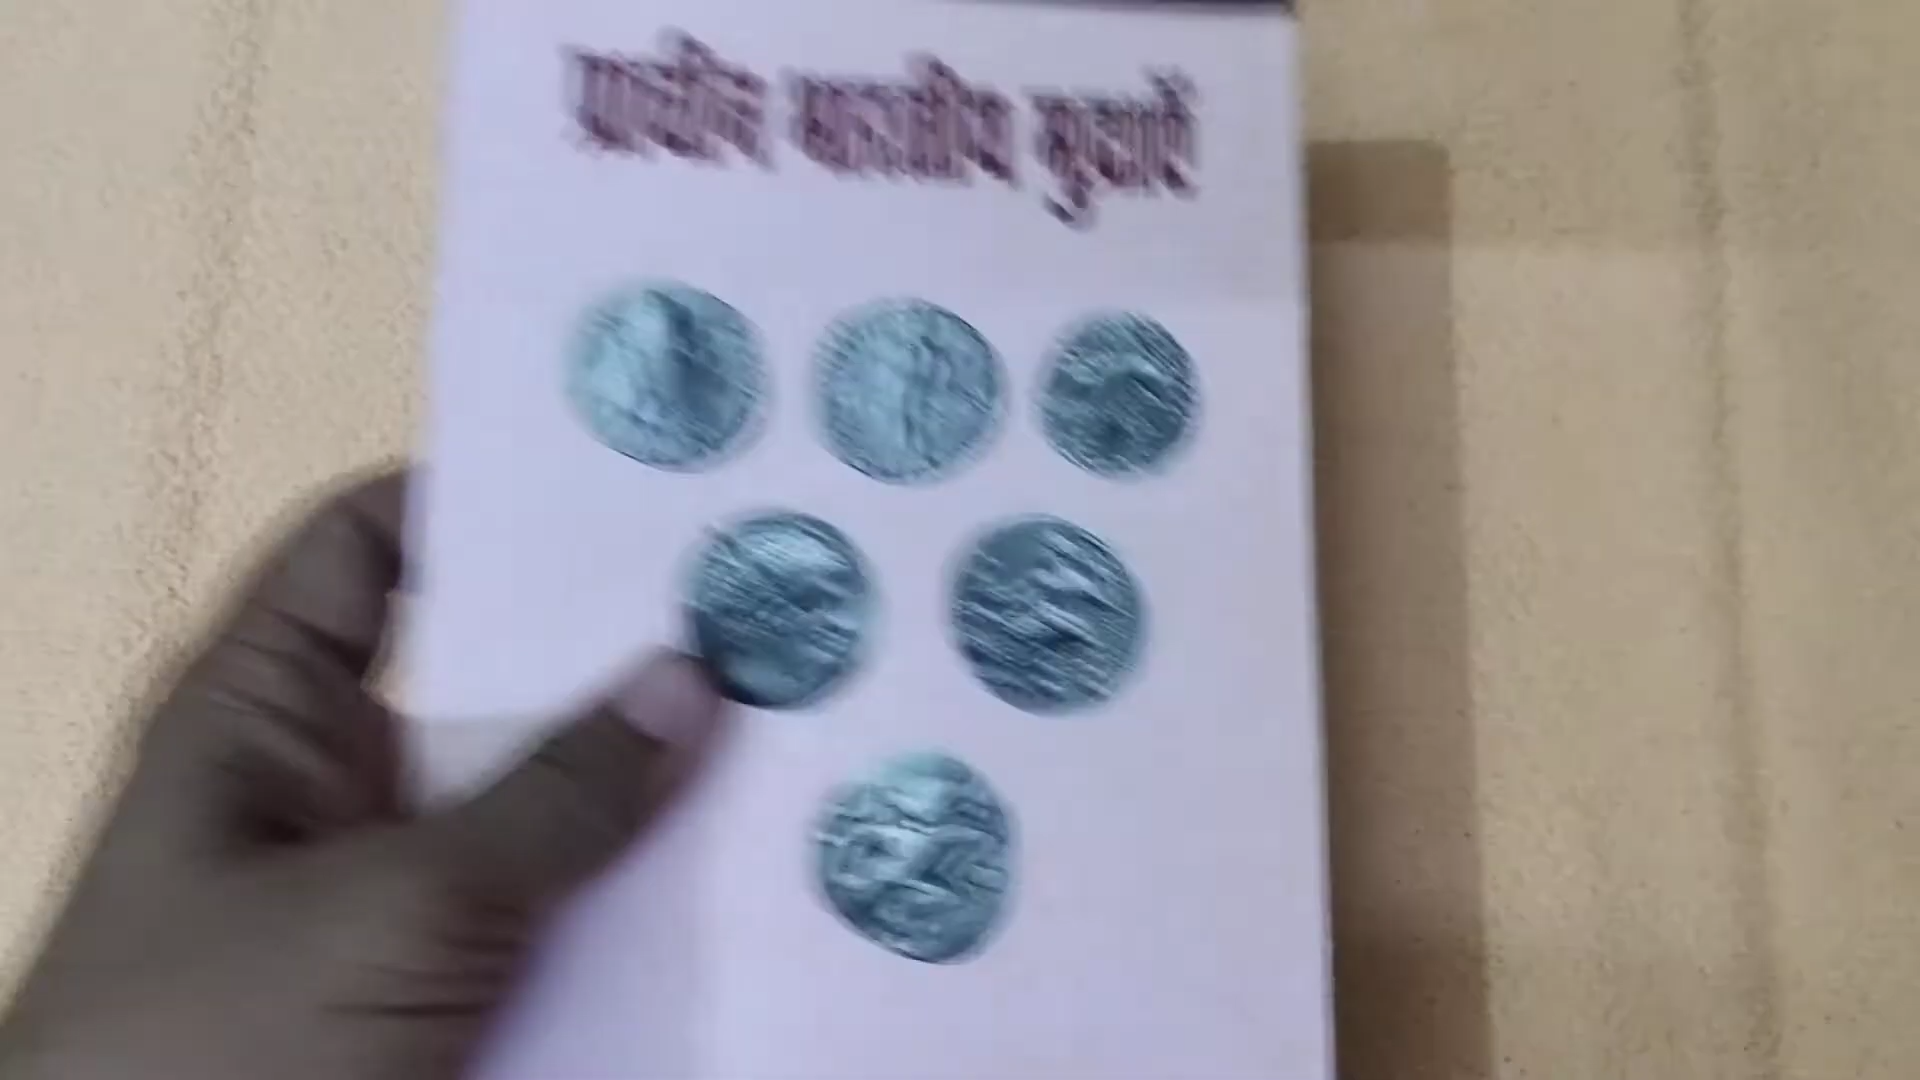 प्राचीन भारतीय मुद्राएँ